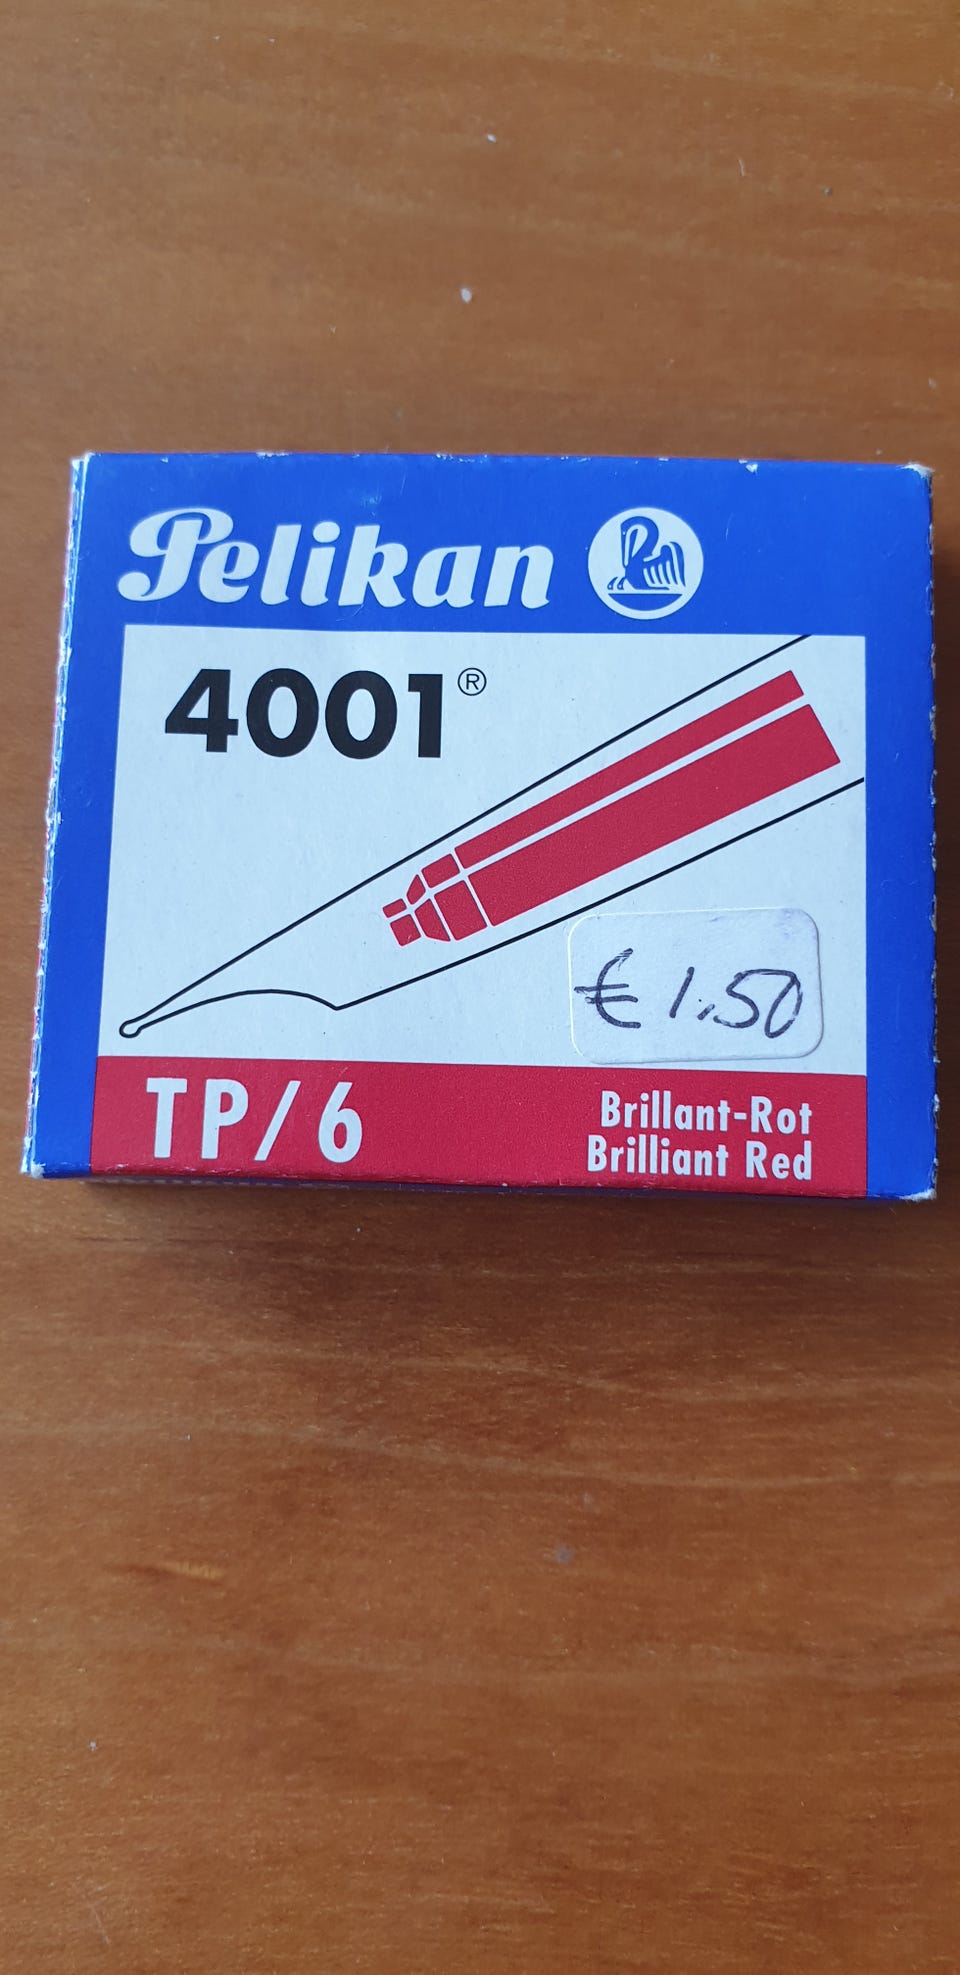 Pelikan
4001®
€ 1.50
TP/6
Brillant-Rot
Brilliant Red